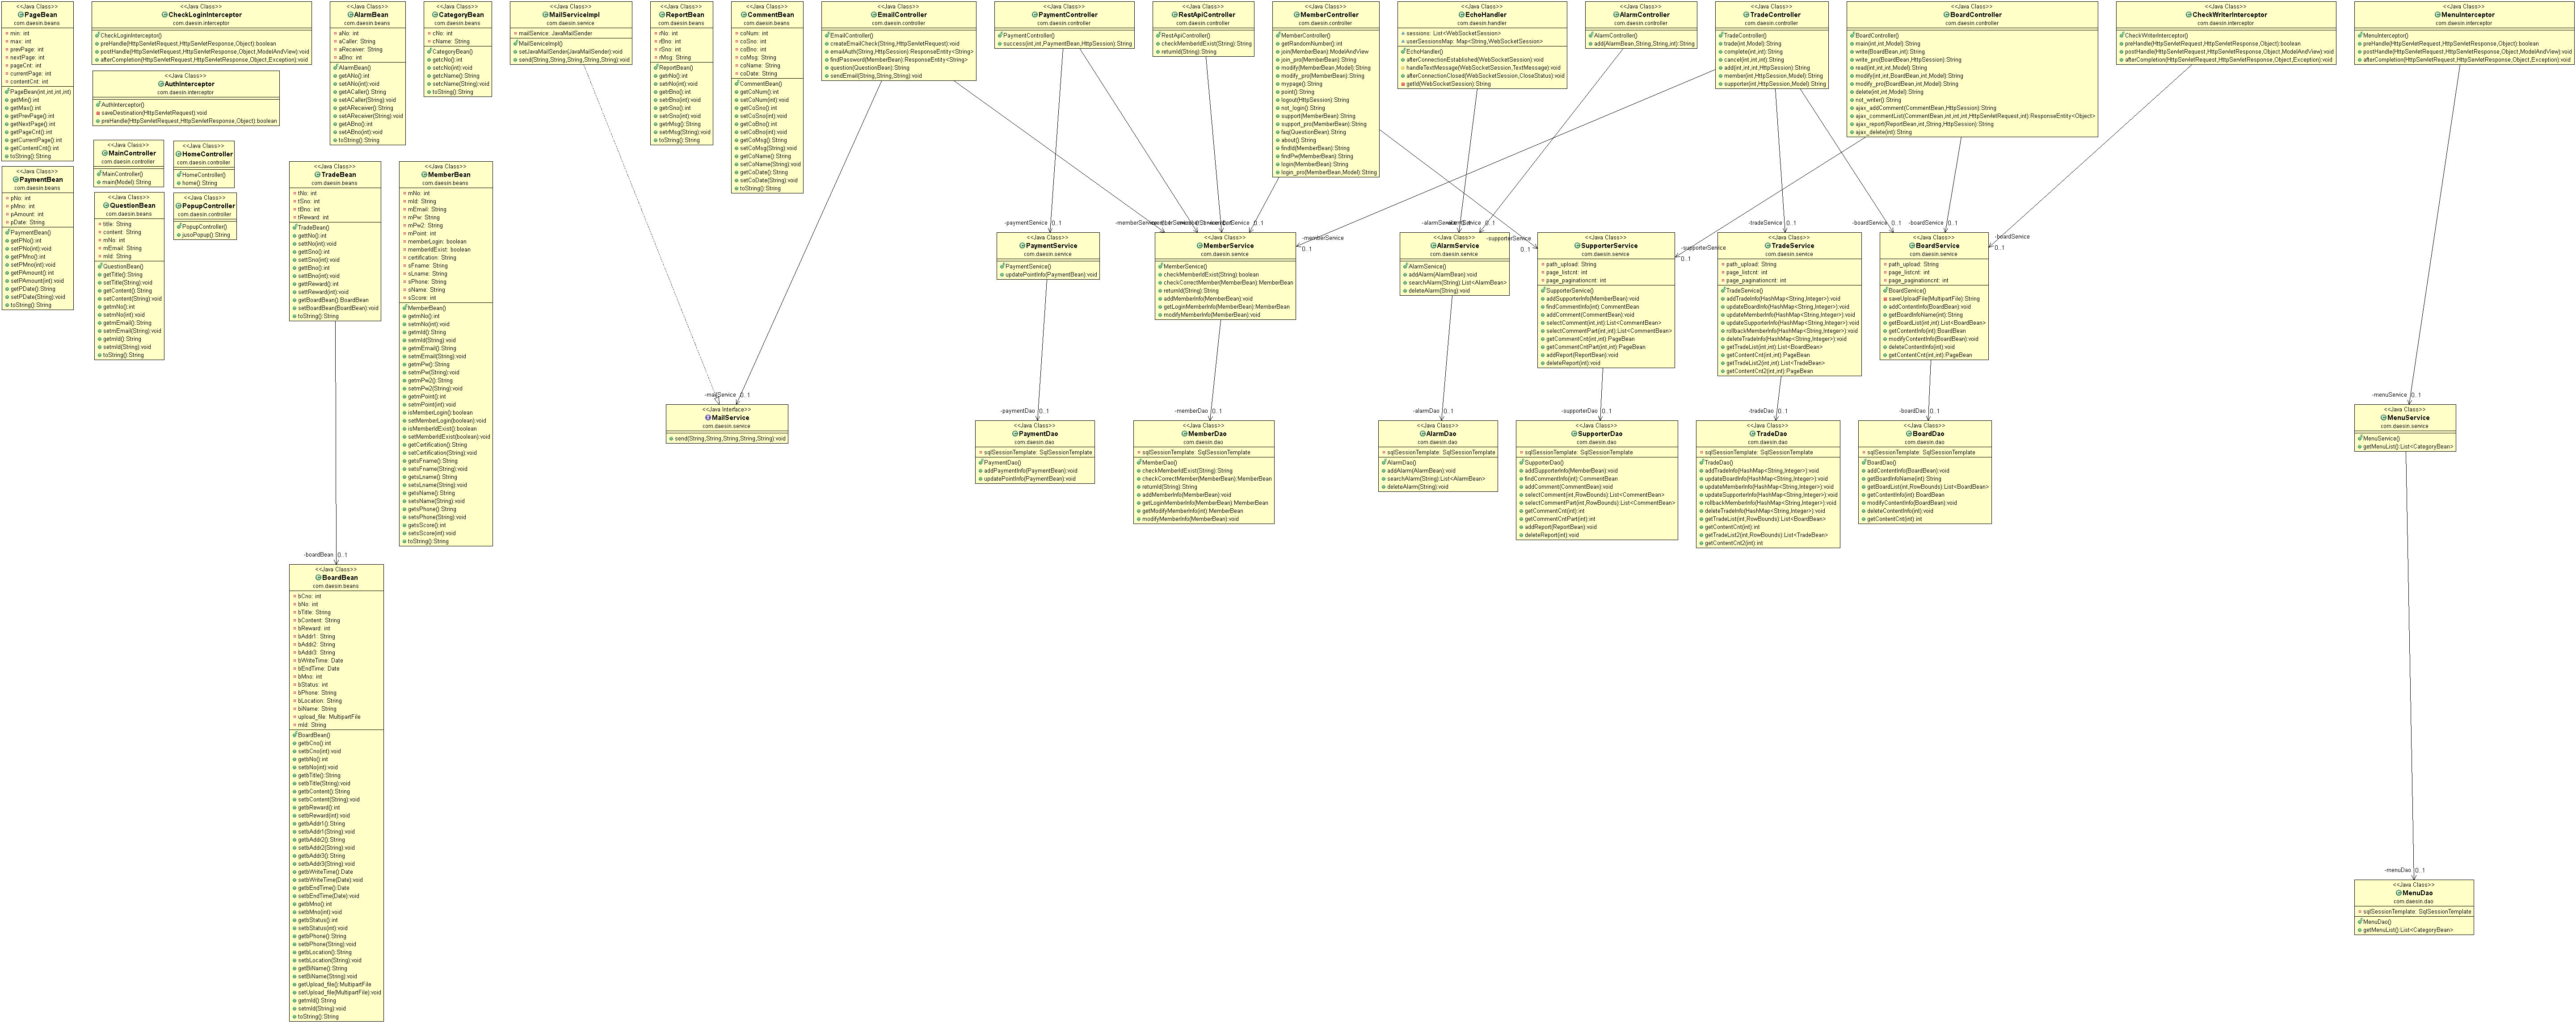 <<Java Class>>
PageBean
com.daesin.beans
min: int
max: int
prevPage: int
nextPage: int
pageCnt: int
currentPage: int
contentCnt: int
PageBean(int,int,int,int)
getMin():int
getMax():int
getPrevPage():int
getNextPage():int
getPageCnt():int
getCurrentPage():int
getContentCnt():int
toString():String
<<Java Class>>
CheckLoginInterceptor
com.daesin.interceptor
CheckLoginInterceptor()
preHandle(HttpServletRequest,HttpServletResponse,Object):boolean
postHandle(HttpServletRequest,HttpServletResponse,Object,ModelAndView):void
afterCompletion(HttpServletRequest,HttpServletResponse,Object,Exception):void
<<Java Class>>
AuthInterceptor
com.daesin.interceptor
AuthInterceptor()
saveDestination(HttpServletRequest):void
preHandle(HttpServletRequest,HttpServletResponse,Object):boolean
<<Java Class>>
MainController
com.daesin.controller
MainController()
main(Model):String
<<Java Class>>
HomeController
com.daesin.controller
HomeController()
home():String
<<Java Class>>
PaymentBean
com.daesin.beans
pNo: int
pMno: int
pAmount: int
pDate: String
PaymentBean()
getPNo():int
setPNo(int):void
getPMno():int
setPMno(int):void
getPAmount():int
setPAmount(int):void
getPDate():String
setPDate(String):void
toString():String
<<Java Class>>
QuestionBean
com.daesin.beans
title: String
content: String
mNo: int
mEmail: String
mId: String
QuestionBean()
getTitle():String
setTitle(String):void
getContent():String
setContent(String):void
getmNo():int
setmNo(int):void
getmEmail():String
setmEmail(String):void
getmId():String
setmId(String):void
toString():String
<<Java Class>>
PopupController
com.daesin.controller
PopupController()
jusoPopup():String
<<Java Class>>
AlarmBean
com.daesin.beans
aNo: int
aCaller: String
aReceiver: String
aBno: int
AlarmBean()
getANo():int
setANo(int):void
getACaller():String
setACaller(String):void
getAReceiver():String
setAReceiver(String):void
getABno():int
setABno(int):void
toString():String
<<Java Class>>
CategoryBean
com.daesin.beans
cNo: int
cName: String
CategoryBean()
getcNo():int
setcNo(int):void
getcName():String
setcName(String):void
toString():String
<<Java Class>>
TradeBean
com.daesin.beans
tNo: int
tSno: int
tBno: int
tReward: int
TradeBean()
gettNo():int
settNo(int):void
gettSno():int
settSno(int):void
gettBno():int
settBno(int):void
gettReward():int
settReward(int):void
getBoardBean():BoardBean
setBoardBean(BoardBean):void
toString():String
<<Java Class>>
MemberBean
com.daesin.beans
mNo: int
mId: String
mEmail: String
mPw: String
mPw2: String
mPoint: int
memberLogin: boolean
memberIdExist: boolean
certification: String
sFname: String
sLname: String
sPhone: String
sName: String
sScore: int
MemberBean()
getmNo():int
setmNo(int):void
getmId():String
setmId(String):void
getmEmail():String
setmEmail(String):void
getmPw():String
setmPw(String):void
getmPw2():String
setmPw2(String):void
getmPoint():int
setmPoint(int):void
isMemberLogin():boolean
setMemberLogin(boolean):void
isMemberIdExist():boolean
setMemberIdExist(boolean):void
getCertification():String
setCertification(String):void
getsFname():String
setsFname(String):void
getsLname():String
setsLname(String):void
getsName():String
setsName(String):void
getsPhone():String
setsPhone(String):void
getsScore():int
setsScore(int):void
toString():String
-boardBean 0..1
<<Java Class>>
BoardBean
com.daesin.beans
bCno: int
bNo: int
bTitle: String
bContent: String
bReward: int
bAddr1: String
bAddr2: String
bAddr3: String
bWriteTime: Date
bEndTime: Date
bMno: int
bStatus: int
bPhone: String
bLocation: String
biName: String
upload_file: MultipartFile
mId: String
BoardBean()
getbCno():int
setbCno(int):void
getbNo():int
setbNo(int):void
getbTitle():String
setbTitle(String):void
getbContent():String
setbContent(String):void
getbReward():int
setbReward(int):void
getbAddr1():String
setbAddr1(String):void
getbAddr2():String
setbAddr2(String):void
getbAddr3():String
setbAddr3(String):void
getbWriteTime():Date
setbWriteTime(Date):void
getbEndTime():Date
setbEndTime(Date):void
getbMno():int
setbMno(int):void
getbStatus():int
setbStatus(int):void
getbPhone():String
setbPhone(String):void
getbLocation():String
setbLocation(String):void
getBiName():String
setBiName(String):void
getUpload_file():MultipartFile
setUpload_file(MultipartFile):void
getmId():String
setmId(String):void
toString():String
<<Java Class>>
MailServiceImpl
com.daesin.service
mailService: JavaMailSender
MailServiceImpl()
setJavaMailSender(JavaMailSender):void
send(String,String,String,String,String):void
<<Java Class>>
ReportBean
com.daesin.beans
rNo: int
rBno: int
rSno: int
rMsg: String
ReportBean()
getrNo():int
setrNo(int):void
getrBno():int
setrBno(int):void
getrSno():int
setrSno(int):void
getrMsg():String
setrMsg(String):void
toString():String
<<Java Class>>
CommentBean
com.daesin.beans
coNum: int
coSno: int
coBno: int
coMsg: String
coName: String
coDate: String
CommentBean()
getCoNum():int
setCoNum(int):void
getCoSno():int
setCoSno(int):void
getCoBno():int
setCoBno(int):void
getCoMsg():String
setCoMsg(String):void
getCoName():String
setCoName(String):void
getCoDate():String
setCoDate(String):void
toString():String
<<Java Class>>
EmailController
com.daesin.controller
EmailController()
createEmailCheck(String,HttpServletRequest):void
emailAuth(String,HttpSession):ResponseEntity<String>
findPassword(MemberBean):ResponseEntity<String>
question(QuestionBean):String
sendEmail(String,String,String):void
-mailService 0..1
<<Java Interface>>
MailService
com.daesin.service
send(String,String,String,String,String):void
<<Java Class>>
PaymentController
com.daesin.controller
PaymentController()
success(int,int,PaymentBean,HttpSession):String
<<Java Class>>
RestApiController
com.daesin.controller
RestApiController()
checkMemberIdExist(String):String
returnId(String):String
<<Java Class>>
MemberController
com.daesin.controller
MemberController()
getRandomNumber():int
join(MemberBean):ModelAndView
join_pro(MemberBean):String
modify(MemberBean,Model):String
modify_pro(MemberBean):String
mypage():String
point():String
logout(HttpSession):String
not_login():String
support(MemberBean):String
support_pro(MemberBean):String
faq(QuestionBean):String
about():String
findId(MemberBean):String
findPw(MemberBean):String
login(MemberBean):String
login_pro(MemberBean,Model):String
<<Java Class>>
EchoHandler
com.daesin.handler
sessions: List<WebSocketSession>
userSessionsMap: Map<String,WebSocketSession>
EchoHandler()
afterConnectionEstablished(WebSocketSession):void
handleTextMessage(WebSocketSession,TextMessage):void
afterConnectionClosed(WebSocketSession,CloseStatus):void
getId(WebSocketSession):String
<<Java Class>>
AlarmController
com.daesin.controller
AlarmController()
add(AlarmBean,String,String,int):String
<<Java Class>>
TradeController
com.daesin.controller
TradeController()
trade(int,Model):String
complete(int,int):String
cancel(int,int,int):String
add(int,int,int,HttpSession):String
member(int,HttpSession,Model):String
supporter(int,HttpSession,Model):String
<<Java Class>>
BoardController
com.daesin.controller
BoardController()
main(int,int,Model):String
write(BoardBean,int):String
write_pro(BoardBean,HttpSession):String
read(int,int,int,Model):String
modify(int,int,BoardBean,int,Model):String
modify_pro(BoardBean,int,Model):String
delete(int,int,Model):String
not_writer():String
ajax_addComment(CommentBean,HttpSession):String
ajax_commentList(CommentBean,int,int,int,HttpServletRequest,int):ResponseEntity<Object>
ajax_report(ReportBean,int,String,HttpSession):String
ajax_delete(int):String
<<Java Class>>
CheckWriterInterceptor
com.daesin.interceptor
CheckWriterInterceptor()
preHandle(HttpServletRequest,HttpServletResponse,Object):boolean
postHandle(HttpServletRequest,HttpServletResponse,Object,ModelAndView):void
afterCompletion(HttpServletRequest,HttpServletResponse,Object,Exception):void
<<Java Class>>
MenuInterceptor
com.daesin.interceptor
MenuInterceptor()
preHandle(HttpServletRequest,HttpServletResponse,Object):boolean
postHandle(HttpServletRequest,HttpServletResponse,Object,ModelAndView):void
afterCompletion(HttpServletRequest,HttpServletResponse,Object,Exception):void
-paymentService 0..1
<<Java Class>>
PaymentService
com.daesin.service
PaymentService()
updatePointInfo(PaymentBean):void
-memberService 0..1
<<Java Class>>
MemberService
com.daesin.service
MemberService()
checkMemberIdExist(String):boolean
checkCorrectMember(MemberBean):MemberBean
returnId(String):String
addMemberInfo(MemberBean):void
getLoginMemberInfo(MemberBean):MemberBean
modifyMemberInfo(MemberBean):void
-memberService
0..1
-alarmService 0..1
<<Java Class>>
AlarmService
com.daesin.service
AlarmService()
addAlarm(AlarmBean):void
searchAlarm(String):List<AlarmBean>
deleteAlarm(String):void
-supporterService
0..1
<<Java Class>>
SupporterService
com.daesin.service
path_upload: String
page_listcnt: int
page_paginationcnt: int
SupporterService()
addSupporterInfo(MemberBean):void
findCommentInfo(int):CommentBean
addComment(CommentBean):void
selectComment(int,int):List<CommentBean>
selectCommentPart(int,int):List<CommentBean>
getCommentCnt(int,int):PageBean
getCommentCntPart(int,int):PageBean
addReport(ReportBean):void
deleteReport(int):void
-supporterService
0..1
-tradeService 0..1
<<Java Class>>
TradeService
com.daesin.service
path_upload: String
page_listcnt: int
page_paginationcnt: int
TradeService()
addTradeInfo(HashMap<String,Integer>):void
updateBoardInfo(HashMap<String,Integer>):void
updateMemberInfo(HashMap<String,Integer>):void
updateSupporterInfo(HashMap<String,Integer>):void
rollbackMemberInfo(HashMap<String,Integer>):void
deleteTradeInfo(HashMap<String,Integer>):void
getTradeList(int,int):List<BoardBean>
getContentCnt(int,int):PageBean
getTradeList2(int,int):List<TradeBean>
getContentCnt2(int,int):PageBean
-boardService 0..1
-boardService 0..1
<<Java Class>>
BoardService
com.daesin.service
path_upload: String
page_listcnt: int
page_paginationcnt: int
BoardService()
saveUploadFile(MultipartFile):String
addContentInfo(BoardBean):void
getBoardInfoName(int):String
getBoardList(int,int):List<BoardBean>
getContentInfo(int):BoardBean
modifyContentInfo(BoardBean):void
deleteContentInfo(int):void
getContentCnt(int,int):PageBean
-boardService
0..1
-menuService 0..1
<<Java Class>>
MenuService
com.daesin.service
MenuService()
getMenuList():List<CategoryBean>
-paymentDao 0..1
<<Java Class>>
PaymentDao
com.daesin.dao
sqlSessionTemplate: SqlSessionTemplate
PaymentDao()
addPaymentInfo(PaymentBean):void
updatePointInfo(PaymentBean):void
-memberDao 0..1
<<Java Class>>
MemberDao
com.daesin.dao
sqlSessionTemplate: SqlSessionTemplate
MemberDao()
checkMemberIdExist(String):String
checkCorrectMember(MemberBean):MemberBean
returnId(String):String
addMemberInfo(MemberBean):void
getLoginMemberInfo(MemberBean):MemberBean
getModifyMemberInfo(int):MemberBean
modifyMemberInfo(MemberBean):void
-alarmDao 0..1
<<Java Class>>
AlarmDao
com.daesin.dao
sqlSessionTemplate: SqlSessionTemplate
AlarmDao()
addAlarm(AlarmBean):void
searchAlarm(String):List<AlarmBean>
deleteAlarm(String):void
-supporterDao 0..1
<<Java Class>>
SupporterDao
com.daesin.dao
sqlSessionTemplate: SqlSessionTemplate
SupporterDao()
addSupporterInfo(MemberBean):void
findCommentInfo(int):CommentBean
addComment(CommentBean):void
selectComment(int,RowBounds):List<CommentBean>
selectCommentPart(int,RowBounds):List<CommentBean>
getCommentCnt(int):int
getCommentCntPart(int):int
addReport(ReportBean):void
deleteReport(int):void
-tradeDao 0..1
<<Java Class>>
TradeDao
com.daesin.dao
sqlSessionTemplate: SqlSessionTemplate
TradeDao()
addTradeInfo(HashMap<String,Integer>):void
updateBoardInfo(HashMap<String,Integer>):void
updateMemberInfo(HashMap<String,Integer>):void
updateSupporterInfo(HashMap<String,Integer>):void
rollbackMemberInfo(HashMap<String,Integer>):void
deleteTradeInfo(HashMap<String,Integer>):void
getTradeList(int,RowBounds):List<BoardBean>
getContentCnt(int):int
getTradeList2(int,RowBounds):List<TradeBean>
getContentCnt2(int):int
-boardDao 0..1
<<Java Class>>
BoardDao
com.daesin.dao
sqlSessionTemplate: SqlSessionTemplate
BoardDao()
addContentInfo(BoardBean):void
getBoardInfoName(int):String
getBoardList(int,RowBounds):List<BoardBean>
getContentInfo(int):BoardBean
modifyContentInfo(BoardBean):void
deleteContentInfo(int):void
getContentCnt(int):int
-menuDao 0..1
<<Java Class>>
MenuDao
com.daesin.dao
sqlSessionTemplate: SqlSessionTemplate
MenuDao()
getMenuList():List<CategoryBean>